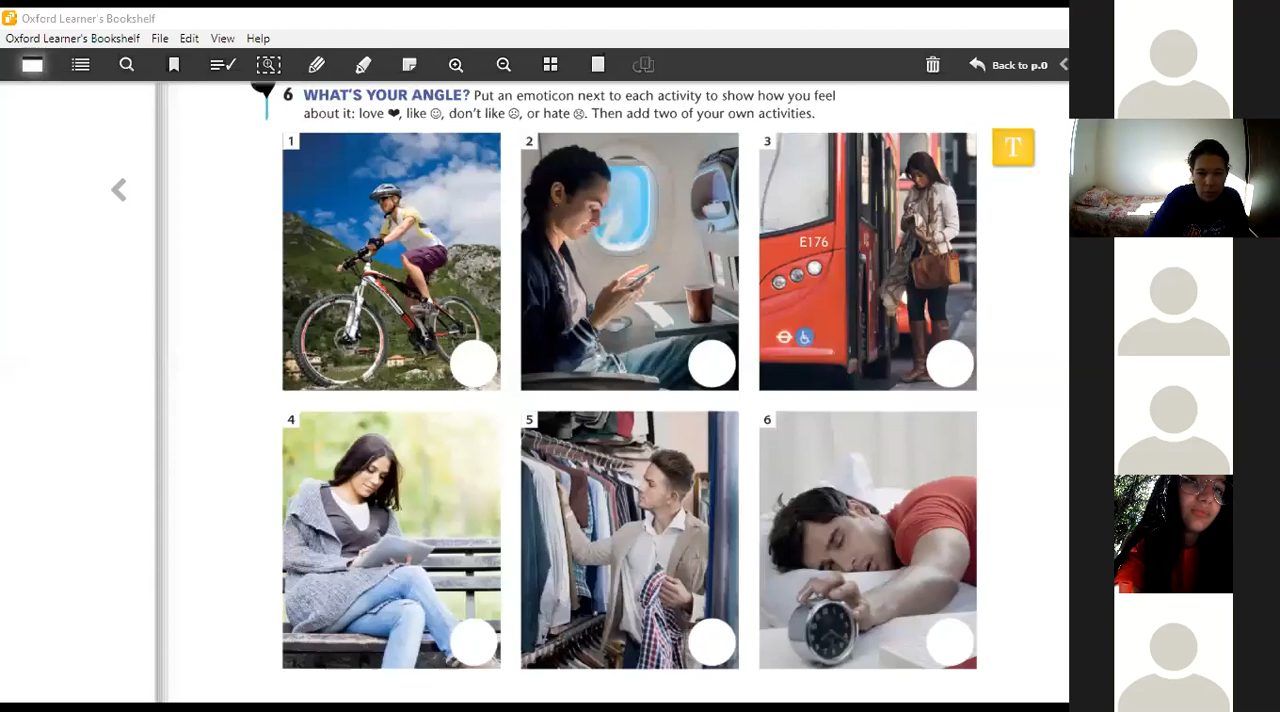 Oxford Learner's Bookshelf
Oxford Learner's Bookshelf File Edit View Help
Back to p.0
6 WHAT'S YOUR ANGLE? Put an emoticon next to each activity to show how you feel
about it: love ❤, like ☺, don't like ☹, or hate ☹. Then add two of your own activities.
1
2
3
T
E176
4
5
6